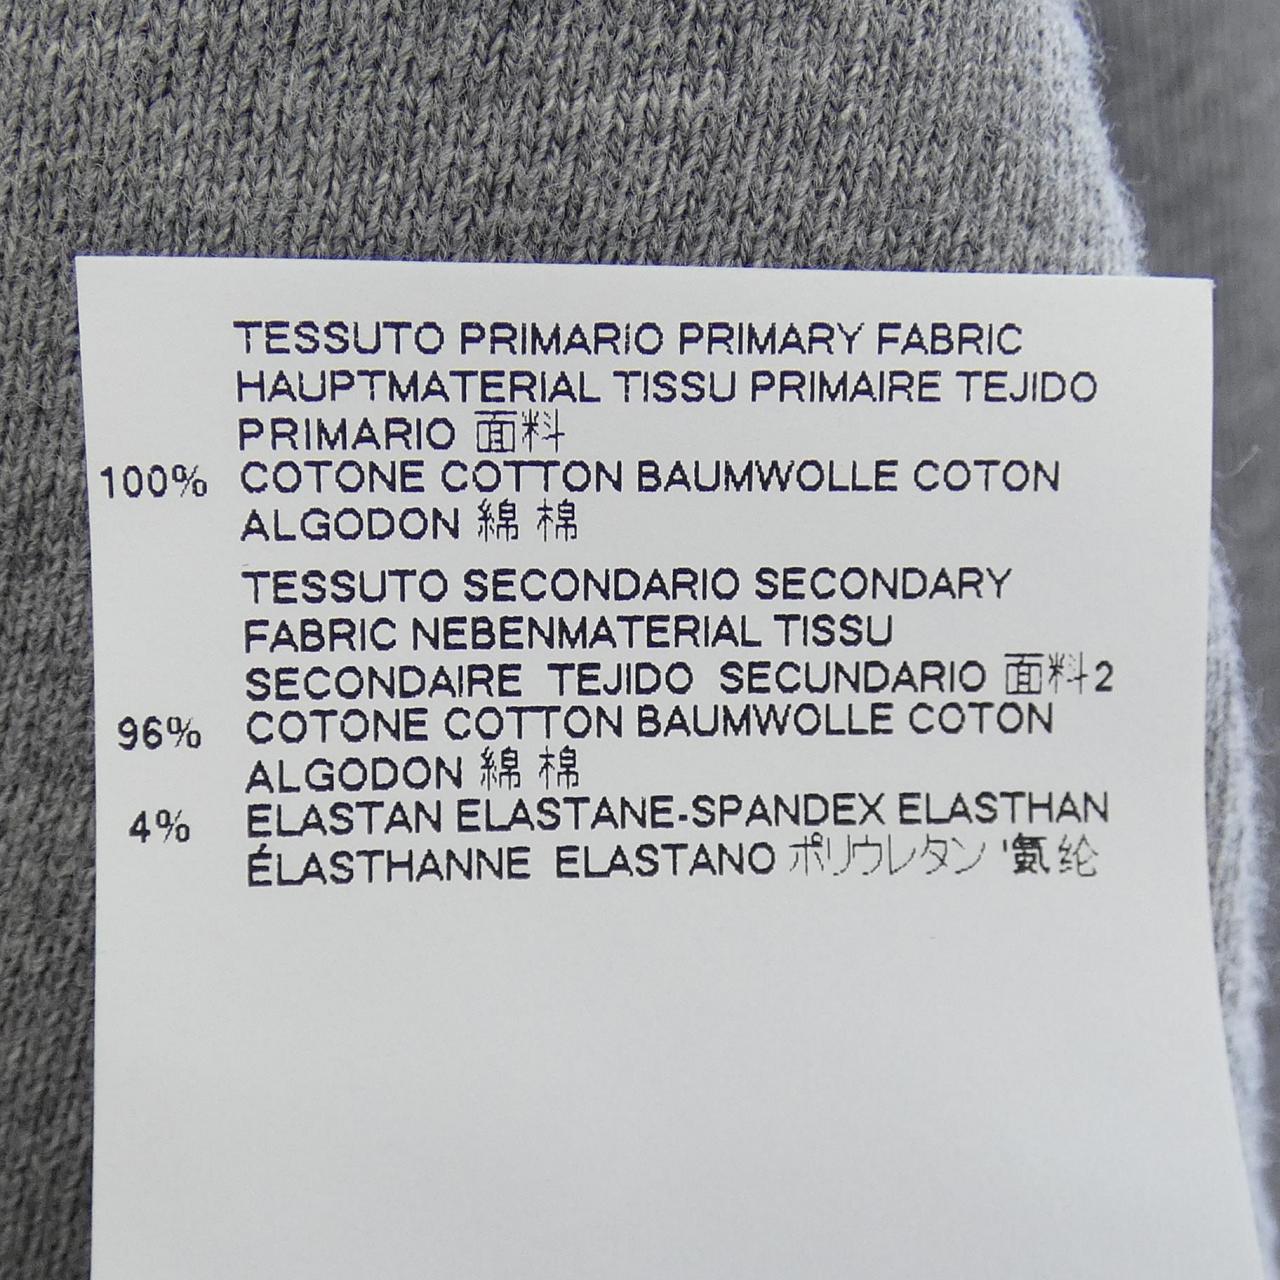 TESSUTO PRIMARIO PRIMARY FABRIC
HAUPTMATERIAL TISSU PRIMAIRE TEJIDO
PRIMARIO 面料
100% COTONE COTTON BAUMWOLLE COTON
ALGODON 綿 棉
TESSUTO SECONDARIO SECONDARY
FABRIC NEBENMATERIAL TISSU
SECONDAIRE TEJIDO SECUNDARIO 面料2
96% COTONE COTTON BAUMWOLLE COTON
ALGODON 綿 棉
4% ELASTAN ELASTANE-SPANDEX ELASTHAN
ÉLASTHANNE ELASTANO ポリウレタン '氨纶